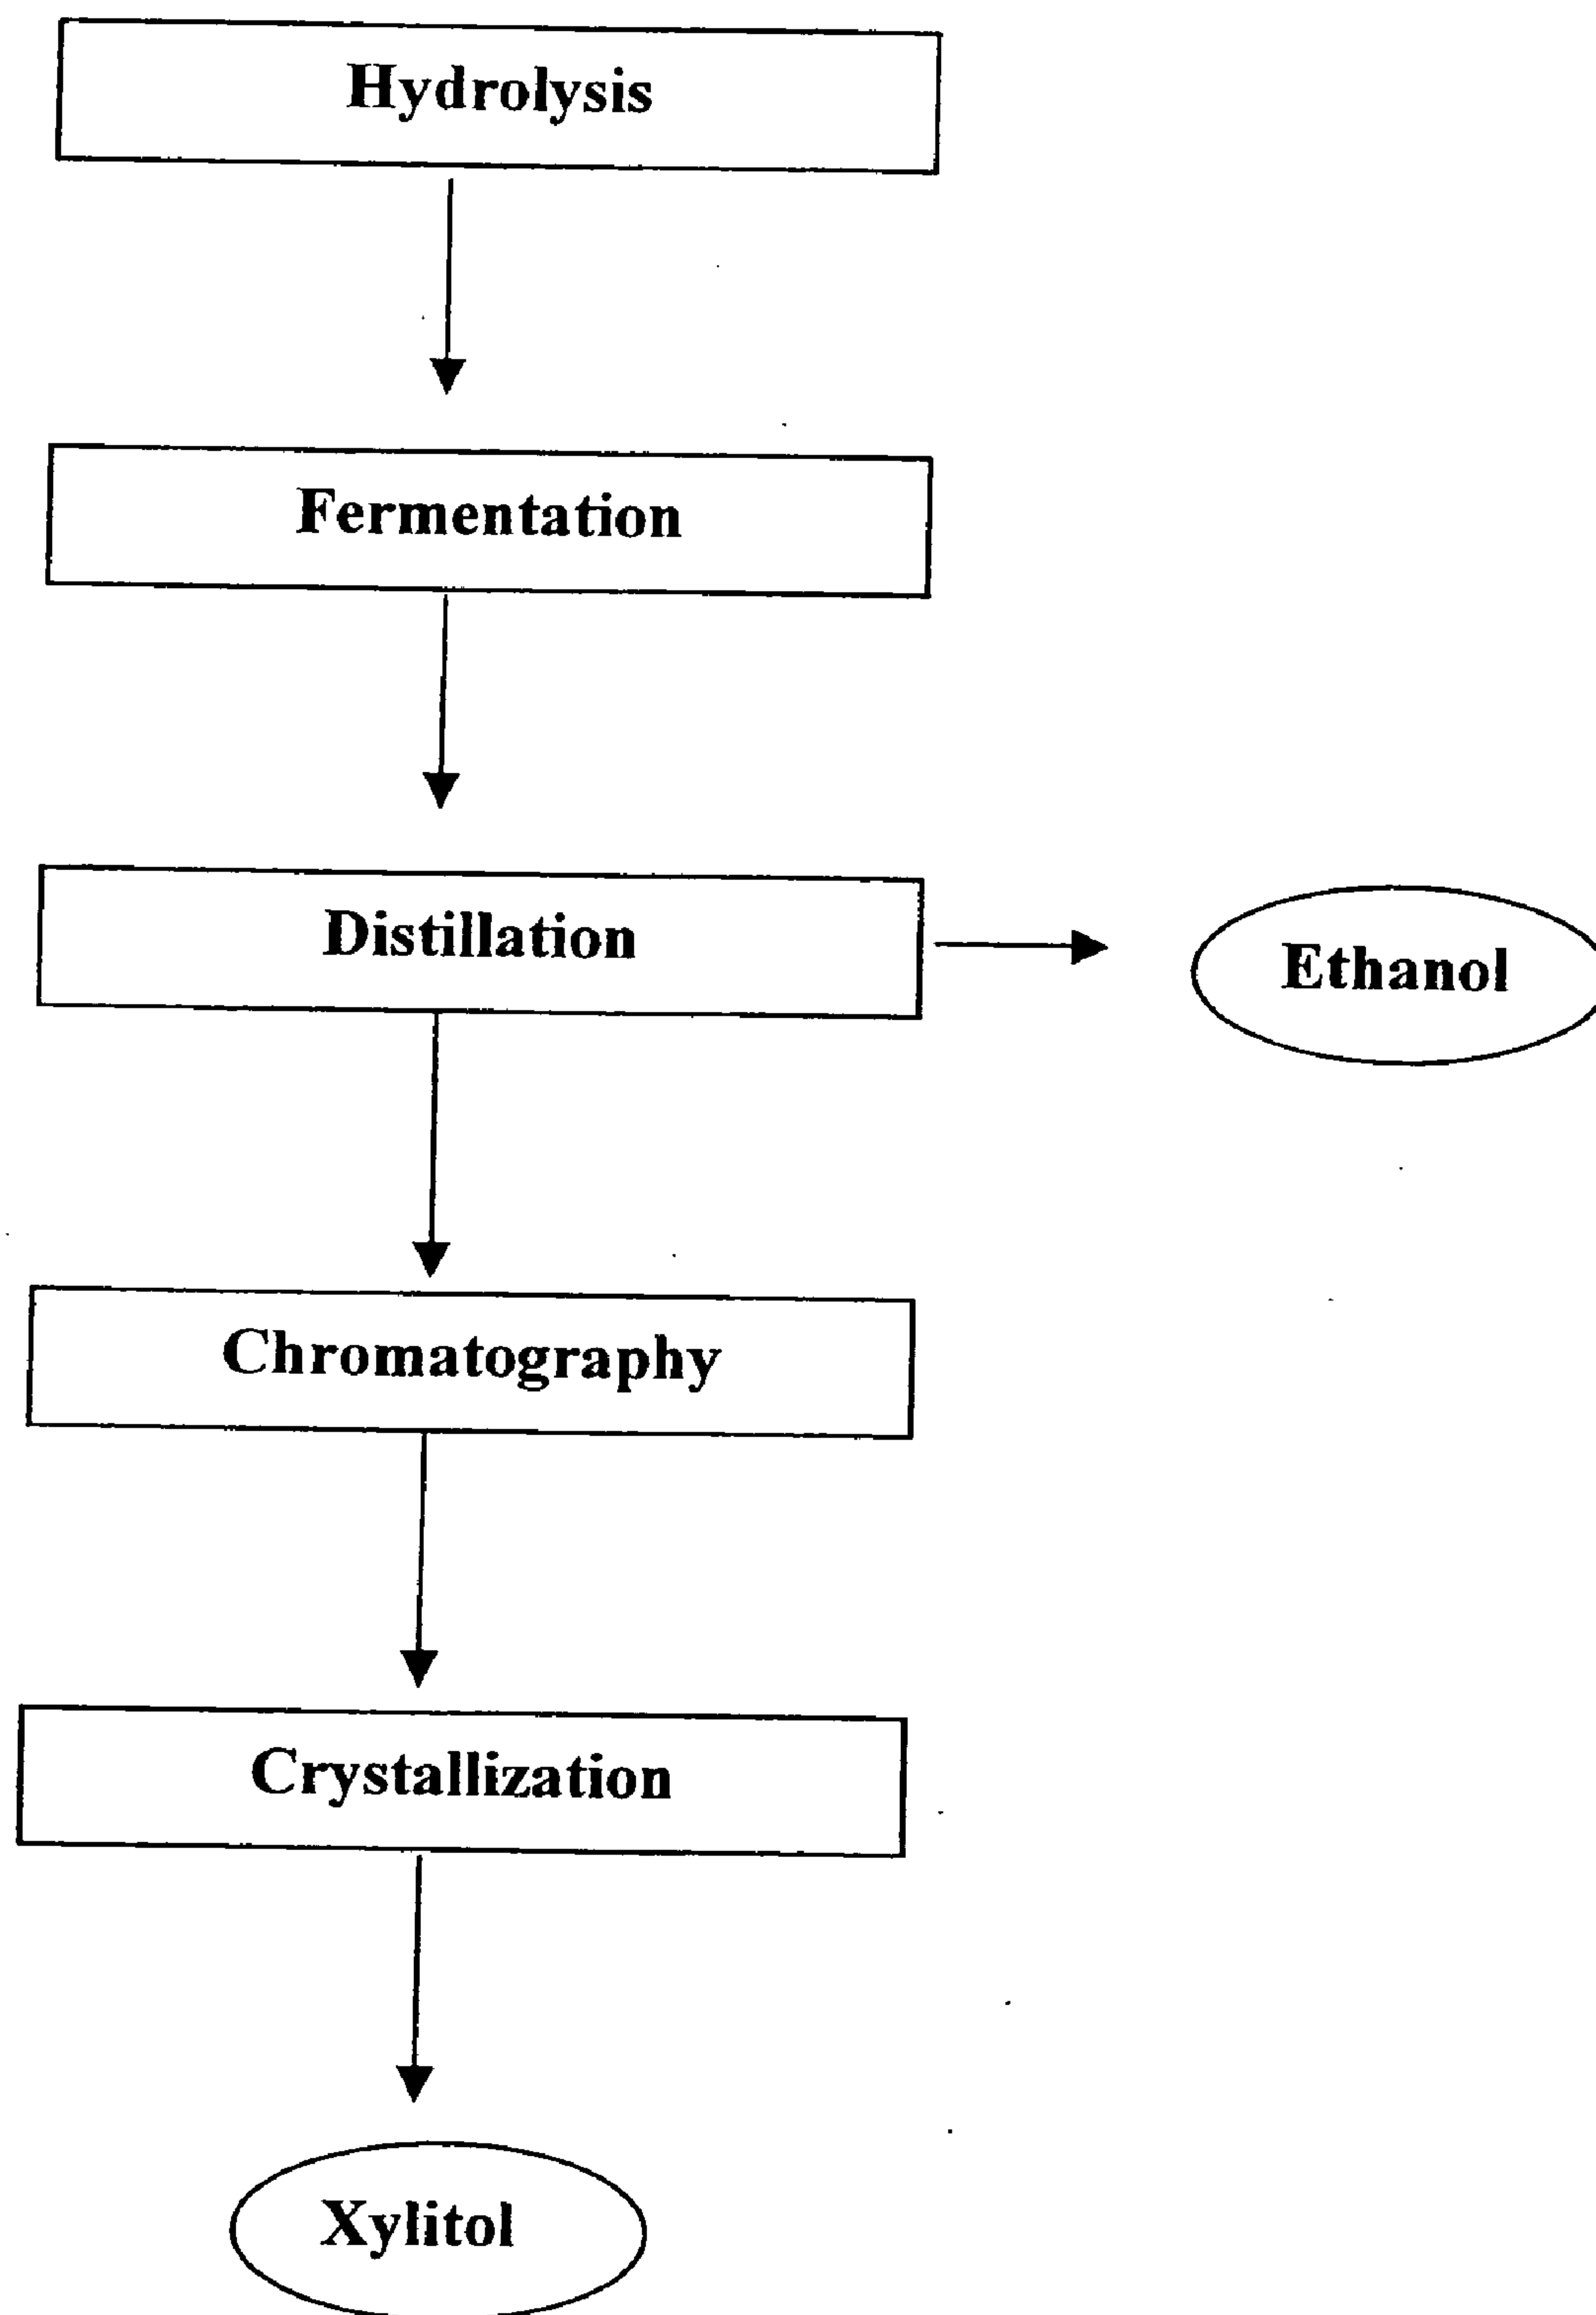 Hydrolysis
Fermentation
Distillation
Ethanol
Chromatography
Crystallization
Xylitol